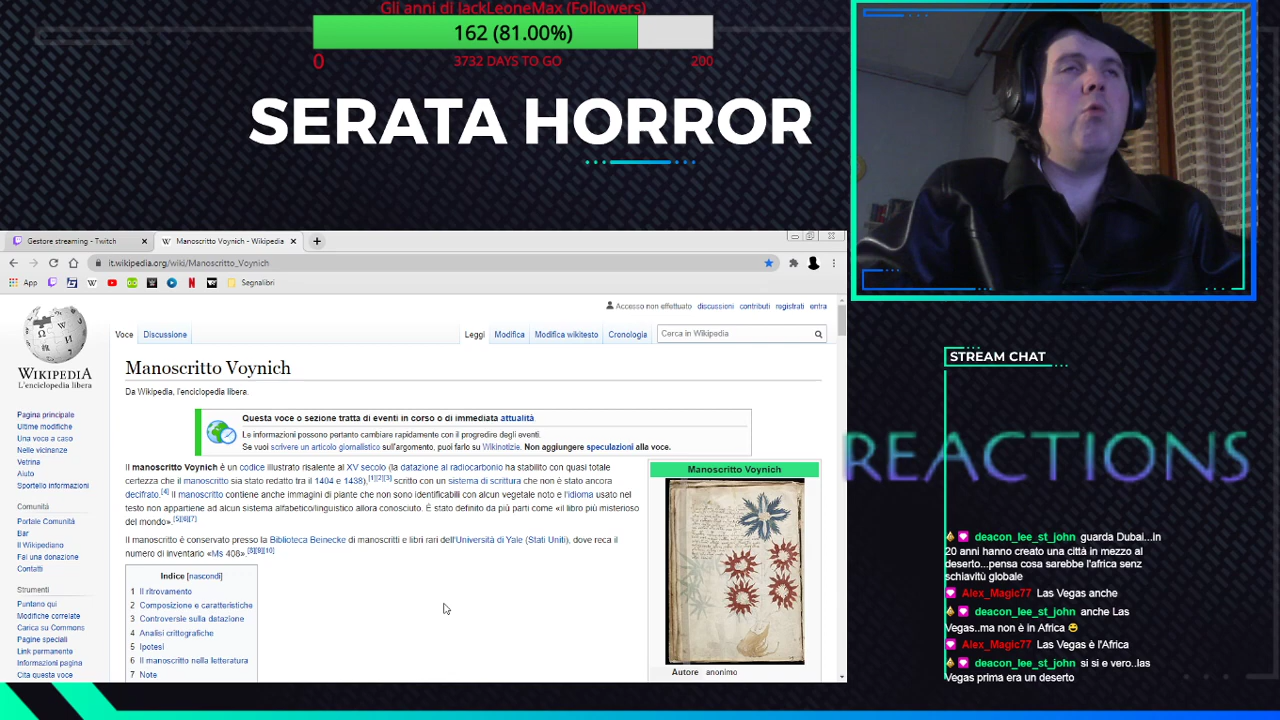 Gli anni di JackLeoneMax (Followers)
162 (81.00%)
0
3732 DAYS TO GO
200
SERATA HORROR
Gestore streaming - Twitch
Manoscritto Voynich - Wikipedia
it.wikipedia.org/wiki/Manoscritto_Voynich
App
Segnalibri
Accesso non effettuato discussioni contributi registrati entra
Voce Discussione
Leggi Modifica Modifica wikitesto Cronologia
Cerca in Wikipedia
WIKIPEDIA
L'enciclopedia libera
Pagina principale
Ultime modifiche
Una voce a caso
Nelle vicinanze
Vetrina
Aiuto
Sportello informazioni
Comunità
Portale Comunità
Bar
Il Wikipediano
Fai una donazione
Contatti
Strumenti
Puntano qui
Modifiche correlate
Carica su Commons
Pagine speciali
Link permanente
Informazioni pagina
Cita questa voce
Manoscritto Voynich
Da Wikipedia, l'enciclopedia libera.
Questa voce o sezione tratta di eventi in corso o di immediata attualità.
Le informazioni possono pertanto cambiare rapidamente con il progredire degli eventi.
Se vuoi scrivere un articolo giornalistico sull'argomento, puoi farlo su Wikinotizie. Non aggiungere speculazioni alla voce.
Il manoscritto Voynich è un codice illustrato risalente al XV secolo (la datazione al radiocarbonio ha stabilito con quasi totale
certezza che il manoscritto sia stato redatto tra il 1404 e 1438),[1][2][3] scritto con un sistema di scrittura che non è stato ancora
decifrato.[4] Il manoscritto contiene anche immagini di piante che non sono identificabili con alcun vegetale noto e l'idioma usato nel
testo non appartiene ad alcun sistema alfabetico/linguistico allora conosciuto. È stato definito da più parti come «il libro più misterioso
del mondo».[5][6][7]
Il manoscritto è conservato presso la Biblioteca Beinecke di manoscritti e libri rari dell'Università di Yale (Stati Uniti), dove reca il
numero di inventario «Ms 408».[8][9][10]
Indice [nascondi]
1 Il ritrovamento
2 Composizione e caratteristiche
3 Controversie sulla datazione
4 Analisi crittografiche
5 Ipotesi
6 Il manoscritto nella letteratura
7 Note
Manoscritto Voynich
Autore anonimo
STREAM CHAT
REACTIONS
deacon_lee_st_john guarda Dubai...in
20 anni hanno creato una città in mezzo al
deserto...pensa cosa sarebbe l'africa senz
schiavitù globale
Alex_Magic77 Las Vegas anche
deacon_lee_st_john anche Las
Vegas..ma non è in Africa
Alex_Magic77 Las Vegas è l'Africa
deacon_lee_st_john si si e vero..las
Vegas prima era un deserto